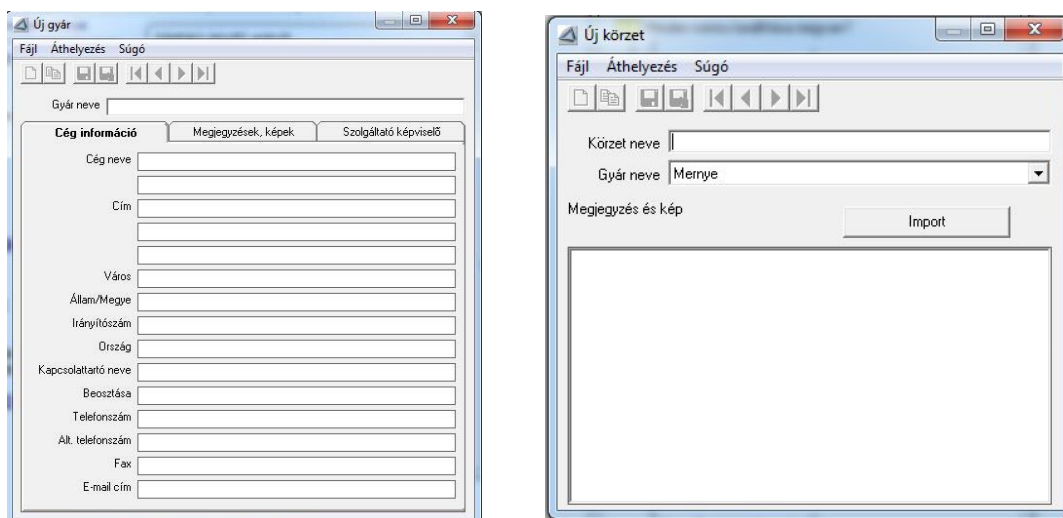 Új gyár
Fájl Áthelyezés Súgó
Gyár neve
Cég információ Megjegyzések, képek Szolgáltató képviselő
Cég neve
Cím
Város
Állam/Megye
Irányítószám
Ország
Kapcsolattartó neve
Beosztása
Telefonszám
Alt. telefonszám
Fax
E-mail cím
Új körzet
Fájl Áthelyezés Súgó
Körzet neve
Gyár neve Mernye
Megjegyzés és kép
Import